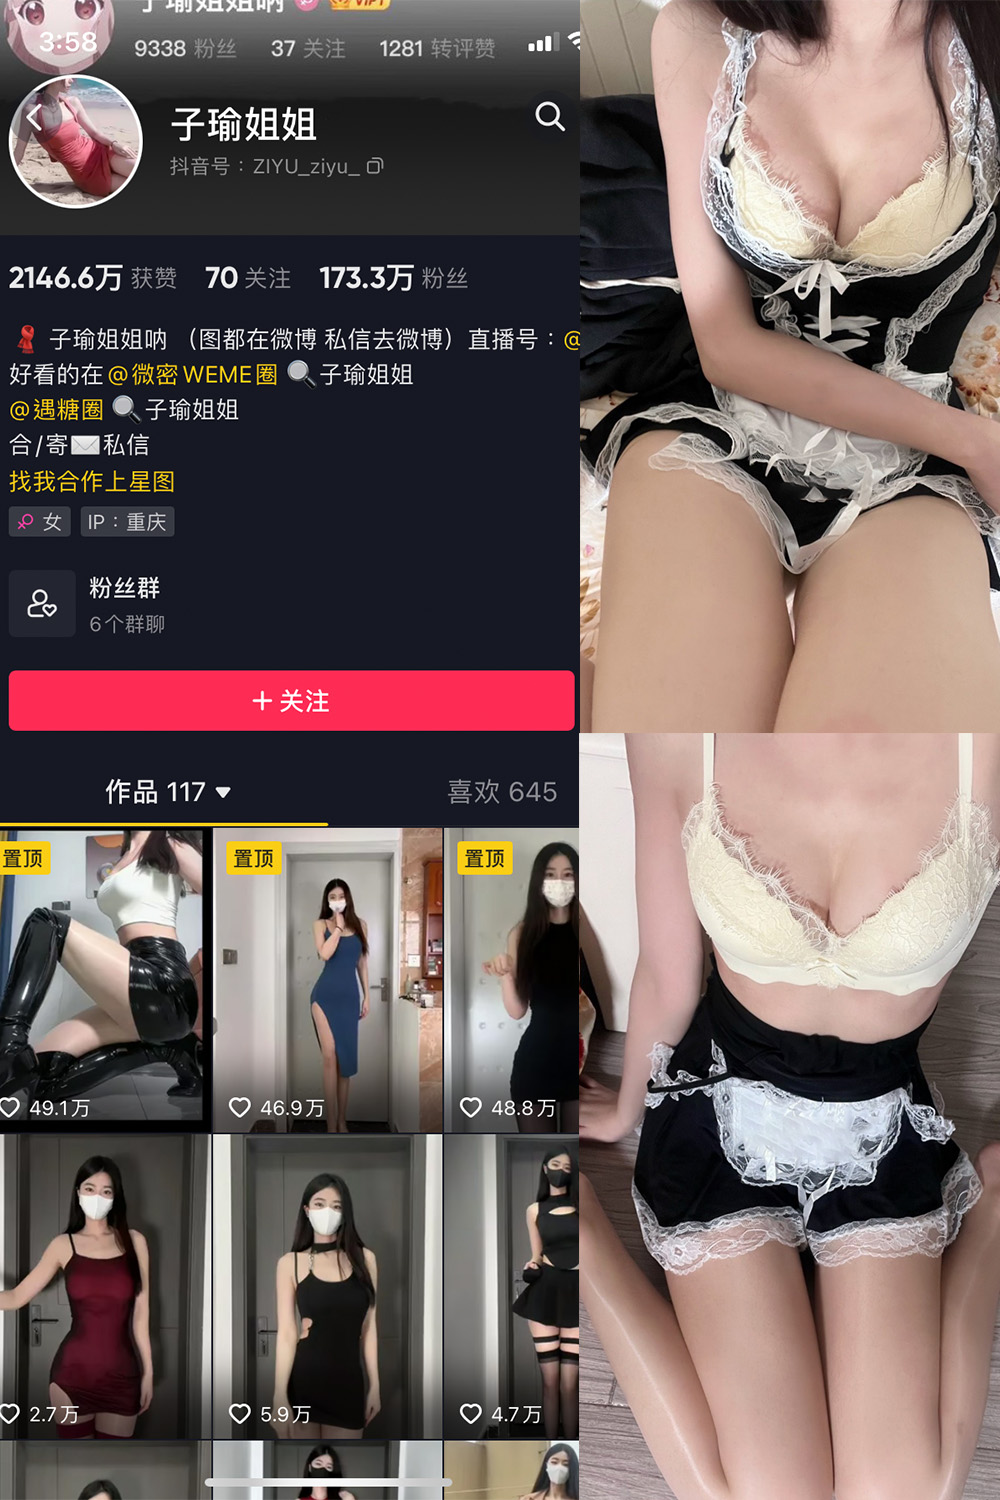 子瑜姐姐呐 VIP1
3:58
9338 粉丝 37 关注 1281 转评赞
子瑜姐姐
抖音号：ZIYU_ziyu_
2146.6万 获赞 70 关注 173.3万 粉丝
子瑜姐姐呐 （图都在微博 私信去微博）直播号：@
好看的在 @微密WEME圈 🔍 子瑜姐姐
@遇糖圈 🔍 子瑜姐姐
合/寄✉️私信
找我合作上星图
女 IP：重庆
粉丝群
6个群聊
+ 关注
作品 117 喜欢 645
置顶 置顶 置顶
49.1万 46.9万 48.8万
2.7万 5.9万 4.7万